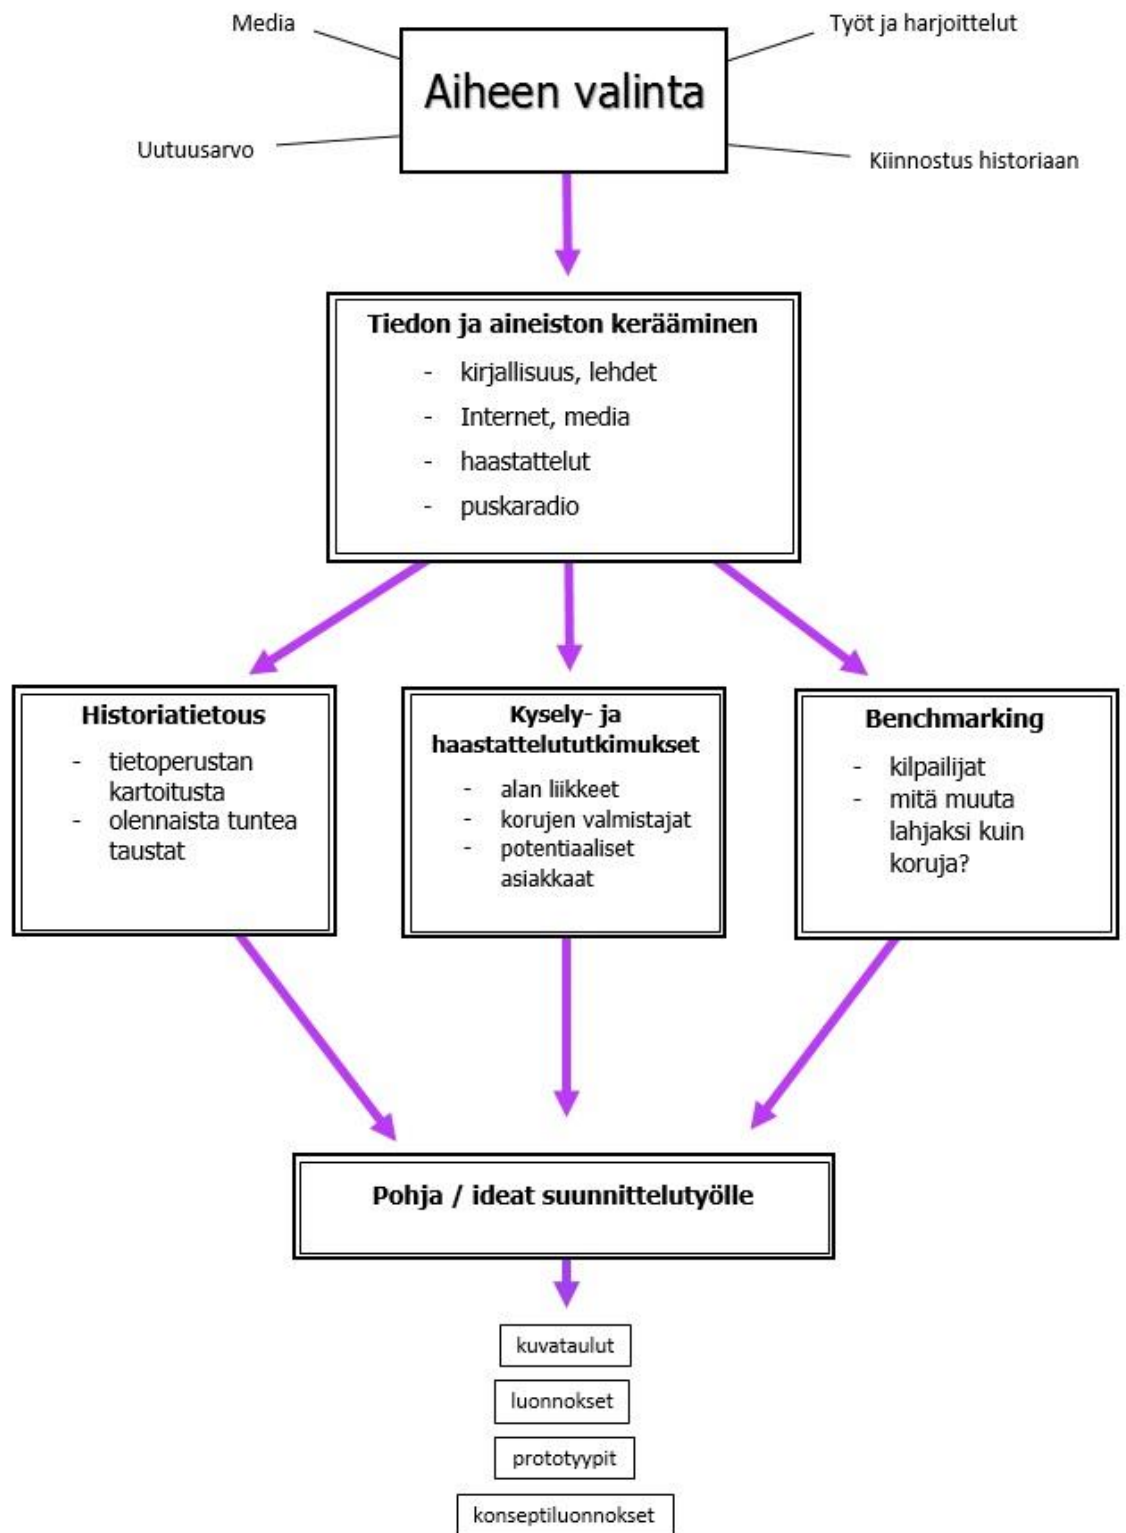 Media
Työt ja harjoittelut
Aiheen valinta
Uutuusarvo
Kiinnostus historiaan
Tiedon ja aineiston kerääminen
- kirjallisuus, lehdet
- Internet, media
- haastattelut
- puskaradio
Historiatietous
- tietoperustan
kartoitusta
- olennaista tuntea
taustat
Kysely- ja
haastattelututkimukset
- alan liikkeet
- korujen valmistajat
- potentiaaliset
asiakkaat
Benchmarking
- kilpailijat
- mitä muuta
lahjaksi kuin
koruja?
Pohja / ideat suunnittelutyölle
kuvataulut
luonnokset
prototyypit
konseptiluonnokset